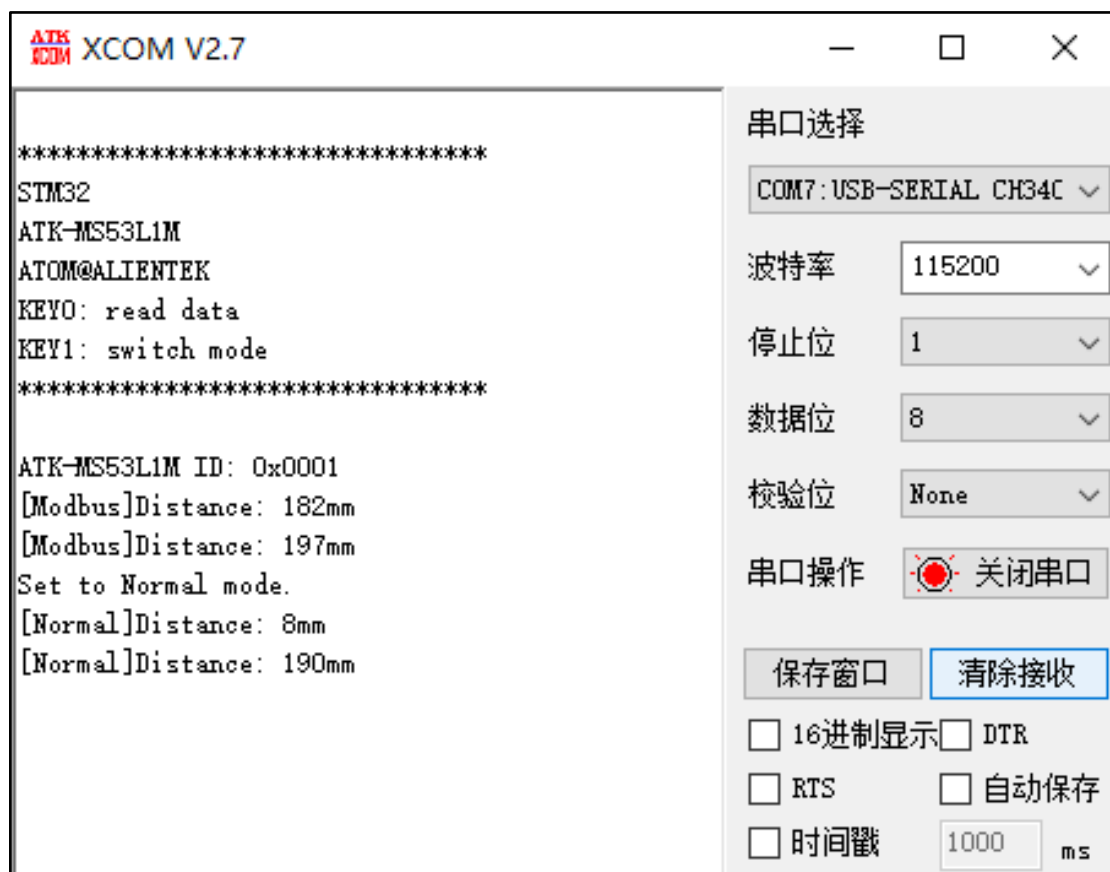 ATK
XCOM
XCOM V2.7
********************************
STM32
ATK-MS53L1M
ATOM@ALIENTEK
KEY0: read data
KEY1: switch mode
********************************
ATK-MS53L1M ID: 0x0001
[Modbus]Distance: 182mm
[Modbus]Distance: 197mm
Set to Normal mode.
[Normal]Distance: 8mm
[Normal]Distance: 190mm
串口选择
COM7:USB-SERIAL CH34C
波特率 115200
停止位 1
数据位 8
校验位 None
串口操作 关闭串口
保存窗口 清除接收
16进制显示 DTR
RTS 自动保存
时间戳 1000 ms